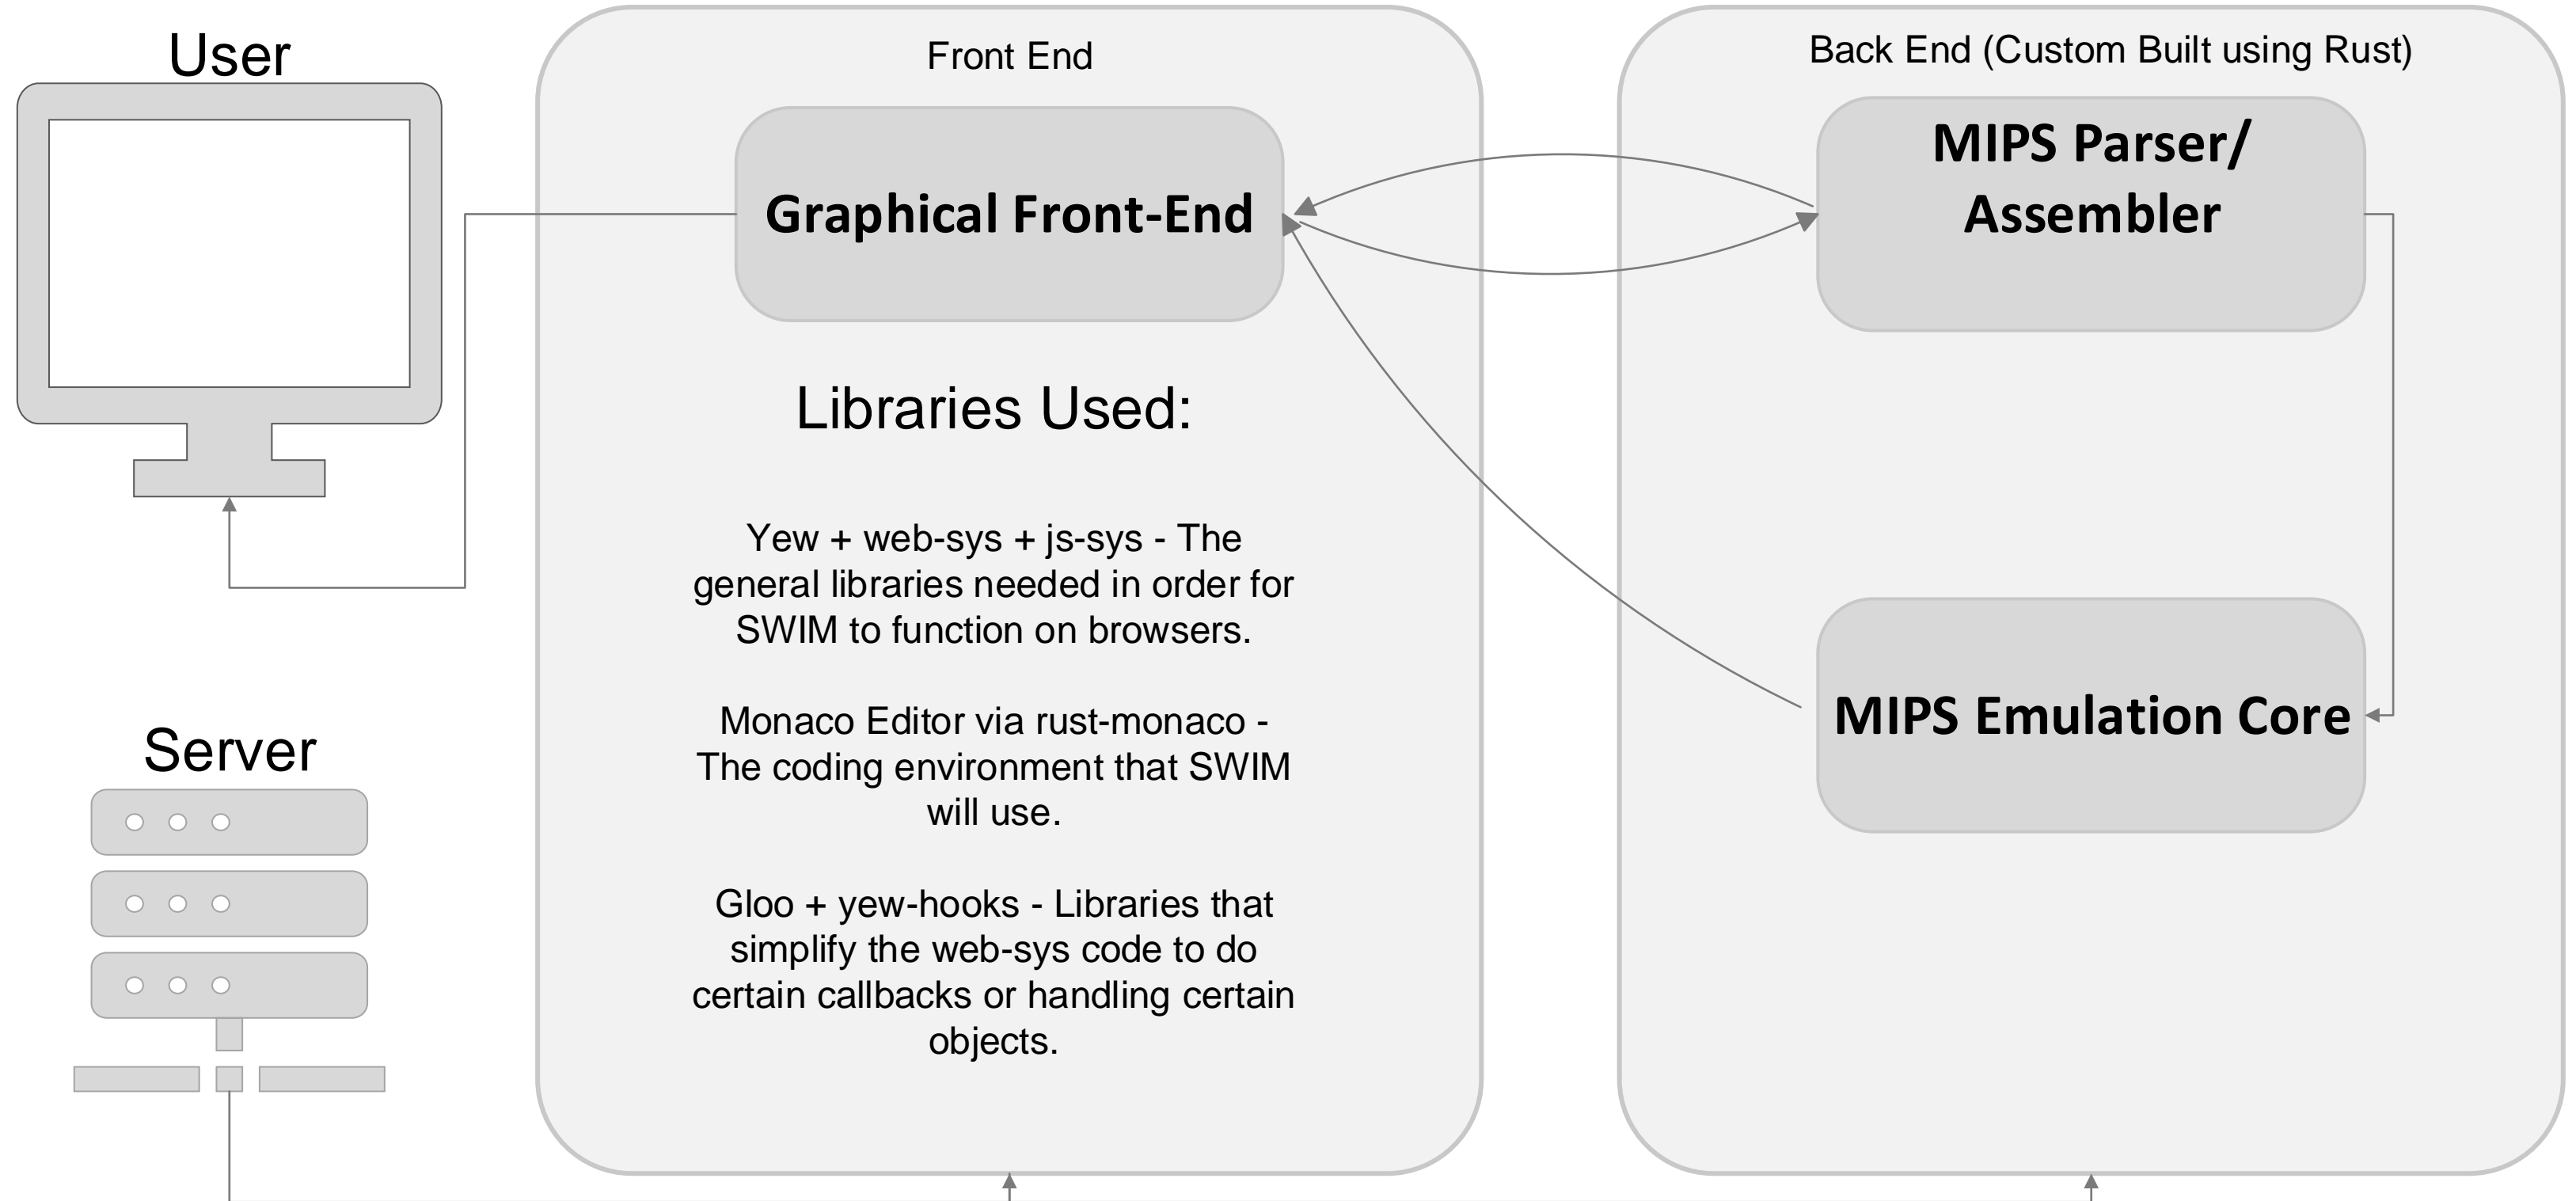 User
Front End
Back End (Custom Built using Rust)
Graphical Front-End
MIPS Parser/
Assembler
Libraries Used:
Yew + web-sys + js-sys - The
general libraries needed in order for
SWIM to function on browsers.
Monaco Editor via rust-monaco -
The coding environment that SWIM
will use.
Gloo + yew-hooks - Libraries that
simplify the web-sys code to do
certain callbacks or handling certain
objects.
MIPS Emulation Core
Server